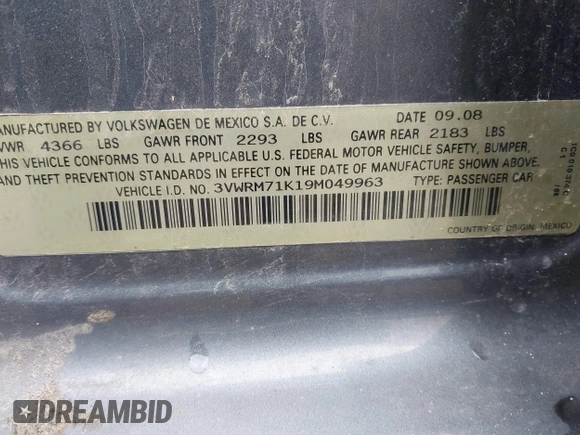 ANUFACTURED BY VOLKSWAGEN DE MEXICO S.A. DE C.V. DATE 09.08
VWR 4366 LBS GAWR FRONT 2293 LBS GAWR REAR 2183 LBS
THIS VEHICLE CONFORMS TO ALL APPLICABLE U.S. FEDERAL MOTOR VEHICLE SAFETY, BUMPER,
AND THEFT PREVENTION STANDARDS IN EFFECT ON THE DATE OF MANUFACTURE SHOWN ABOVE.
VEHICLE I.D. NO. 3VWRM71K19M049963 TYPE: PASSENGER CAR
COUNTRY OF ORIGIN: MEXICO
DREAMBID